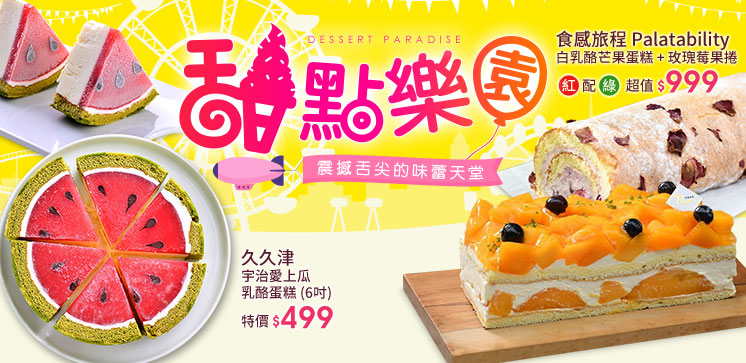 DESSERT PARADISE
甜點樂園
震撼舌尖的味蕾天堂
食感旅程 Palatability
白乳酪芒果蛋糕 + 玫瑰莓果捲
紅配綠 超值 $999
久久津
宇治愛上瓜
乳酪蛋糕 (6吋)
特價 $499